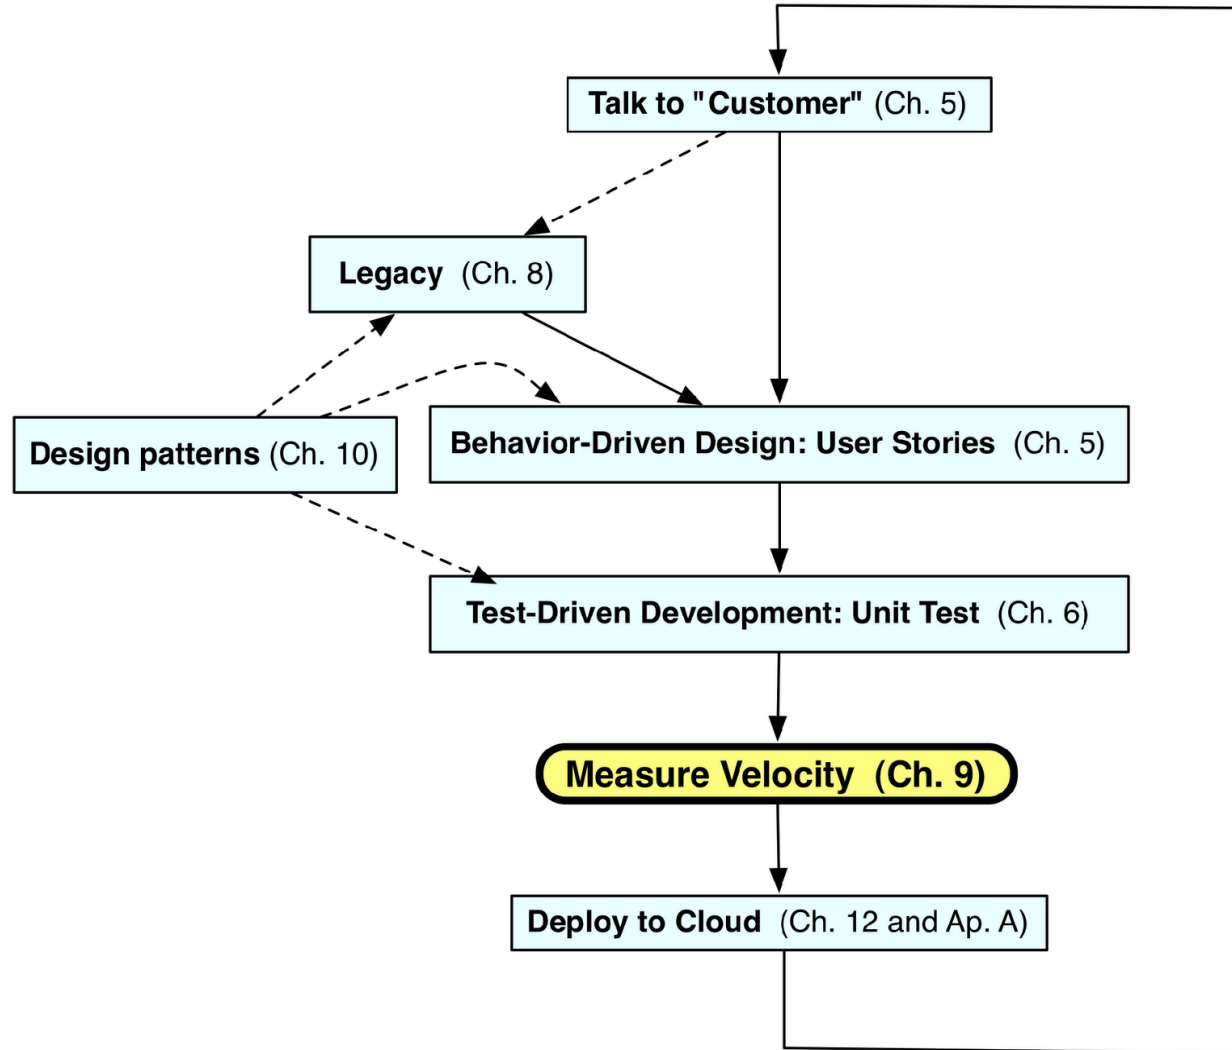 Talk to "Customer" (Ch. 5)
Legacy (Ch. 8)
Design patterns (Ch. 10)
Behavior-Driven Design: User Stories (Ch. 5)
Test-Driven Development: Unit Test (Ch. 6)
Measure Velocity (Ch. 9)
Deploy to Cloud (Ch. 12 and Ap. A)